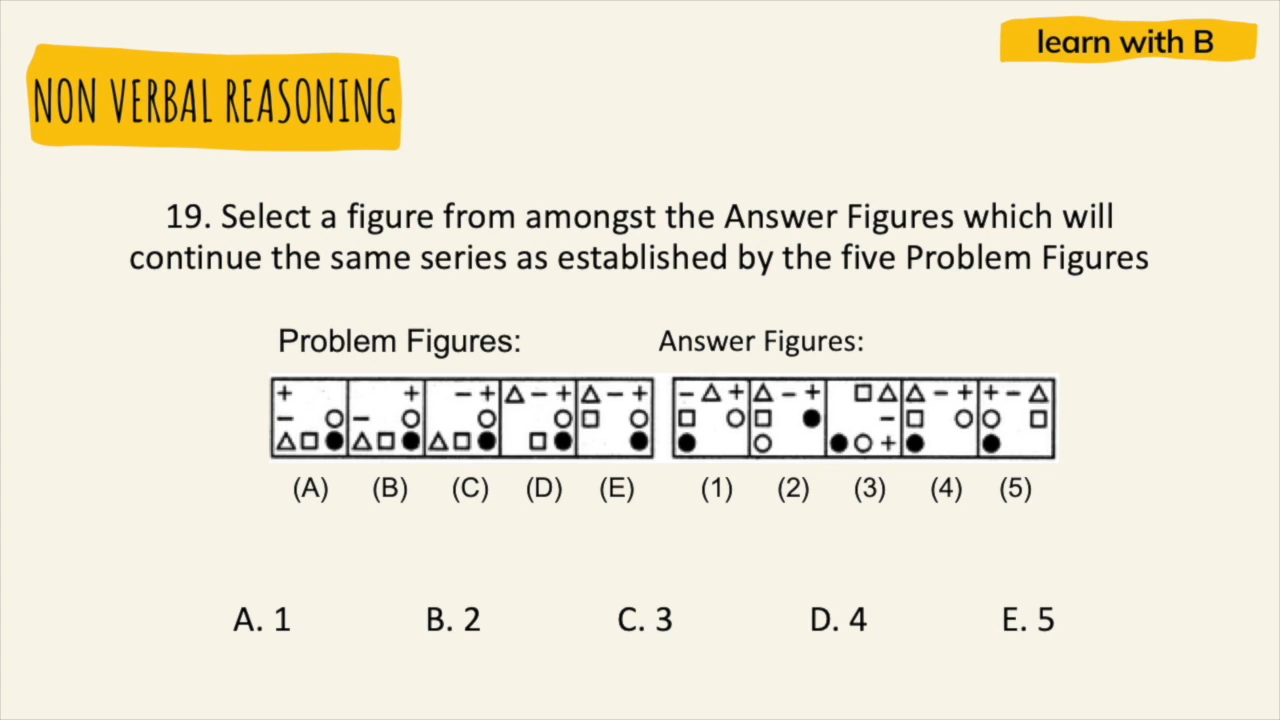 learn with B
NON VERBAL REASONING
19. Select a figure from amongst the Answer Figures which will
continue the same series as established by the five Problem Figures
Problem Figures: Answer Figures:
(A) (B) (C) (D) (E) (1) (2) (3) (4) (5)
A. 1 B. 2 C. 3 D. 4 E. 5